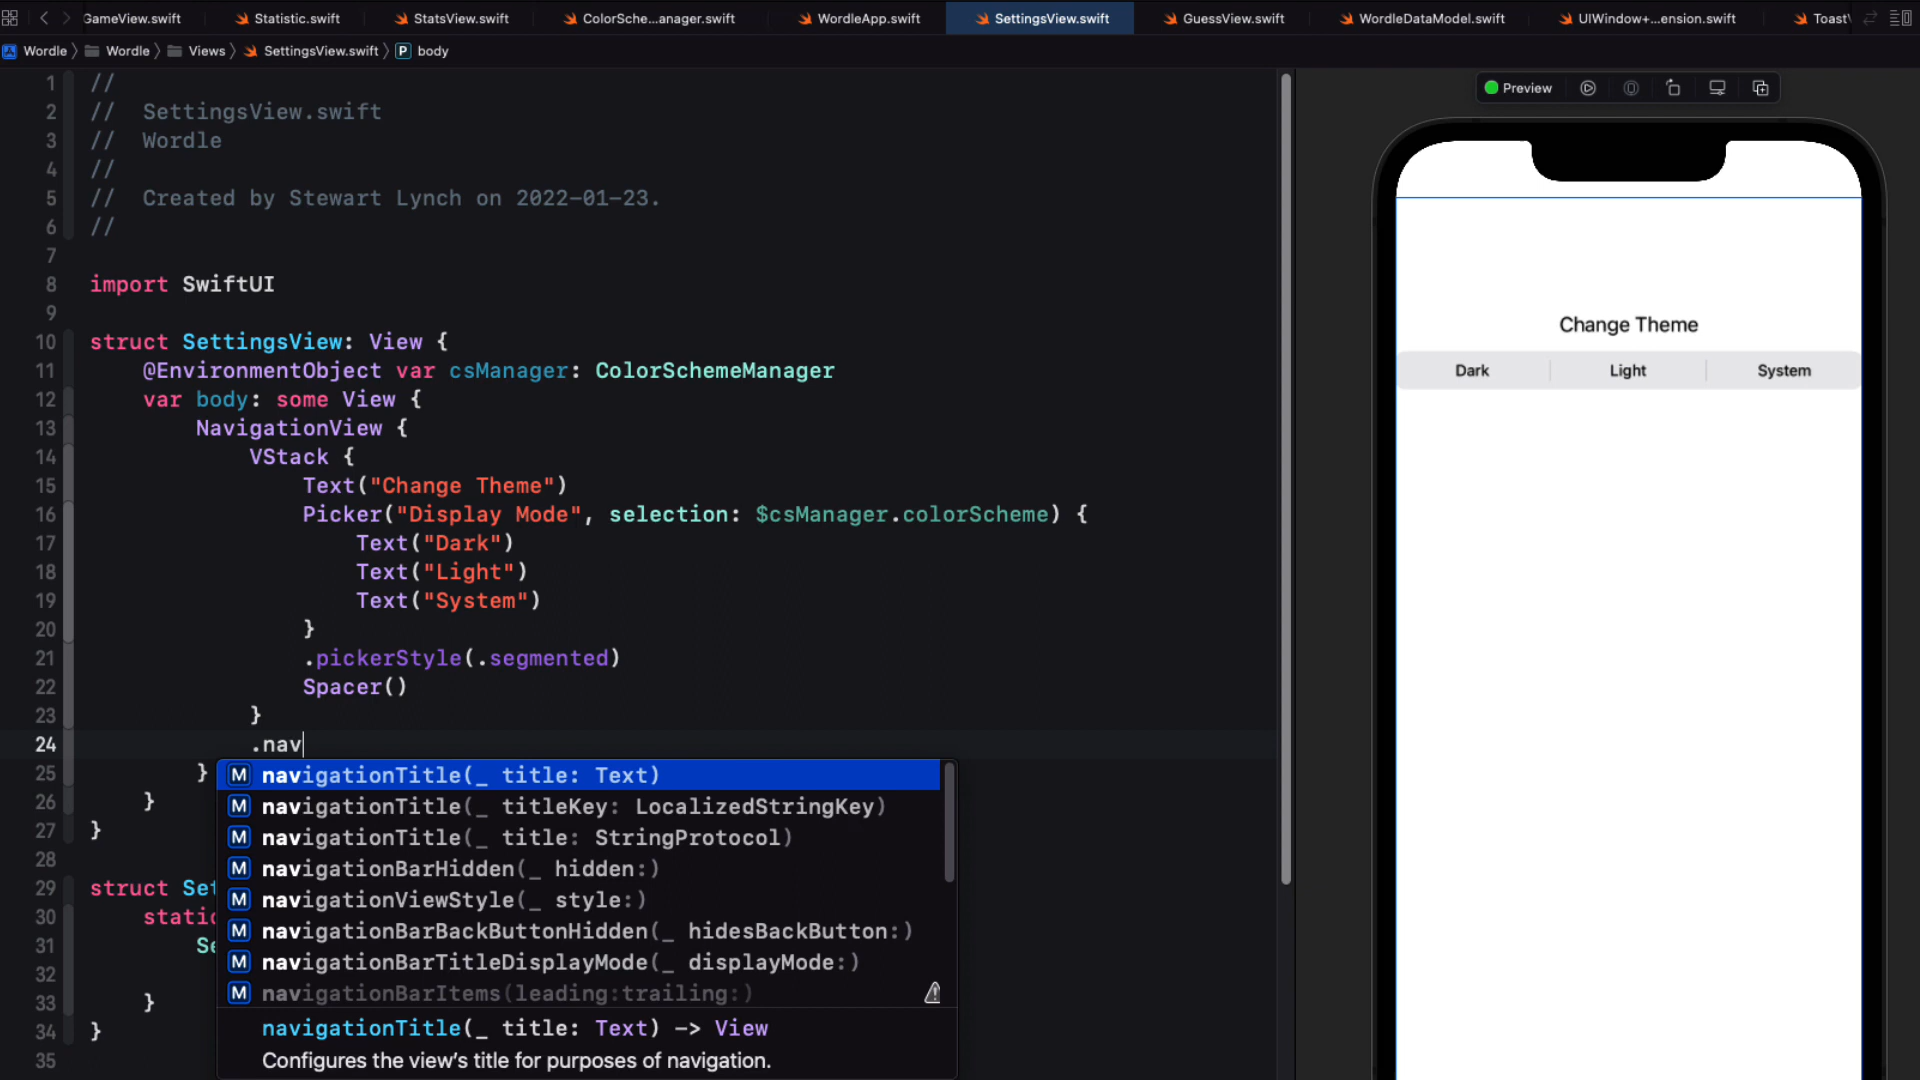 GameView.swift Statistic.swift StatsView.swift ColorSche...anager.swift WordleApp.swift SettingsView.swift GuessView.swift WordleDataModel.swift UIWindow+...ension.swift Toast
Wordle Wordle Views SettingsView.swift P body
1 //
2 // SettingsView.swift
3 // Wordle
4 //
5 // Created by Stewart Lynch on 2022-01-23.
6 //
7
8 import SwiftUI
9
10 struct SettingsView: View {
11 @EnvironmentObject var csManager: ColorSchemeManager
12 var body: some View {
13 NavigationView {
14 VStack {
15 Text("Change Theme")
16 Picker("Display Mode", selection: $csManager.colorScheme) {
17 Text("Dark")
18 Text("Light")
19 Text("System")
20 }
21 .pickerStyle(.segmented)
22 Spacer()
23 }
24 .nav
25 }
26 }
27 }
28
29 struct Set
30 static
31 Se
32
33 }
34 }
35
M navigationTitle(_ title: Text)
M navigationTitle(_ titleKey: LocalizedStringKey)
M navigationTitle(_ title: StringProtocol)
M navigationBarHidden(_ hidden:)
M navigationViewStyle(_ style:)
M navigationBarBackButtonHidden(_ hidesBackButton:)
M navigationBarTitleDisplayMode(_ displayMode:)
M navigationBarItems(leading:trailing:)
navigationTitle(_ title: Text) -> View
Configures the view's title for purposes of navigation.
Preview
Change Theme
Dark Light System